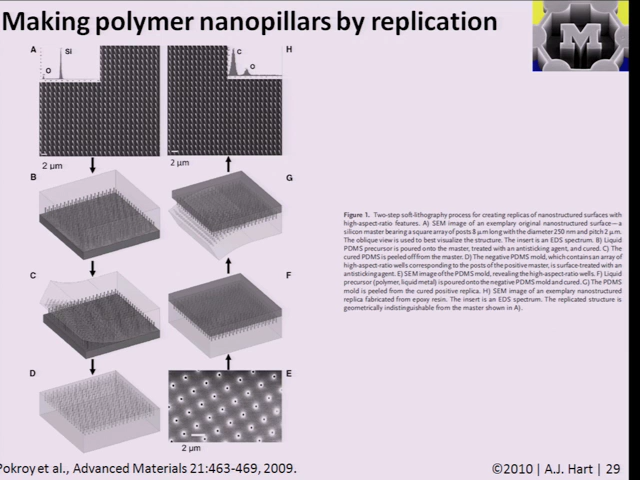 Making polymer nanopillars by replication
M
A
Si
O
C
O
H
2 µm
2 µm
B
G
C
F
D
E
2 µm
Figure 1. Two-step soft-lithography process for creating replicas of nanostructured surfaces with
high-aspect-ratio features. A) SEM image of an exemplary original nanostructured surface—a
silicon master bearing a square array of posts 8 µm long with the diameter 250 nm and pitch 2 µm.
The oblique view is used to best visualize the structure. The insert is an EDS spectrum. B) Liquid
PDMS precursor is poured onto the master, treated with an antisticking agent, and cured. C) The
cured PDMS is peeled off from the master. D) The negative PDMS mold, which contains an array of
high-aspect-ratio wells corresponding to the posts of the positive master, is surface-treated with an
antisticking agent. E) SEM image of the PDMS mold, revealing the high-aspect-ratio wells. F) Liquid
precursor (polymer, liquid metal) is poured onto the negative PDMS mold and cured. G) The PDMS
mold is peeled from the cured positive replica. H) SEM image of an exemplary nanostructured
replica fabricated from epoxy resin. The insert is an EDS spectrum. The replicated structure is
geometrically indistinguishable from the master shown in A).
Pokroy et al., Advanced Materials 21:463-469, 2009.
©2010 | A.J. Hart | 29